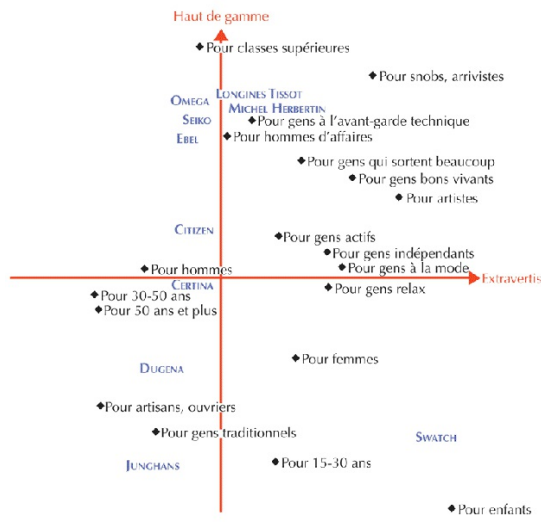 Haut de gamme
Pour classes supérieures
Pour snobs, arrivistes
LONGINES TISSOT
OMEGA
MICHEL HERBERTIN
SEIKO
Pour gens à l'avant-garde technique
EBEL
Pour hommes d'affaires
Pour gens qui sortent beaucoup
Pour gens bons vivants
Pour artistes
CITIZEN
Pour gens actifs
Pour gens indépendants
Pour hommes
Pour gens à la mode
Extravertis
CERTINA
Pour gens relax
Pour 30-50 ans
Pour 50 ans et plus
Pour femmes
DUGENA
Pour artisans, ouvriers
Pour gens traditionnels
SWATCH
JUNGHANS
Pour 15-30 ans
Pour enfants